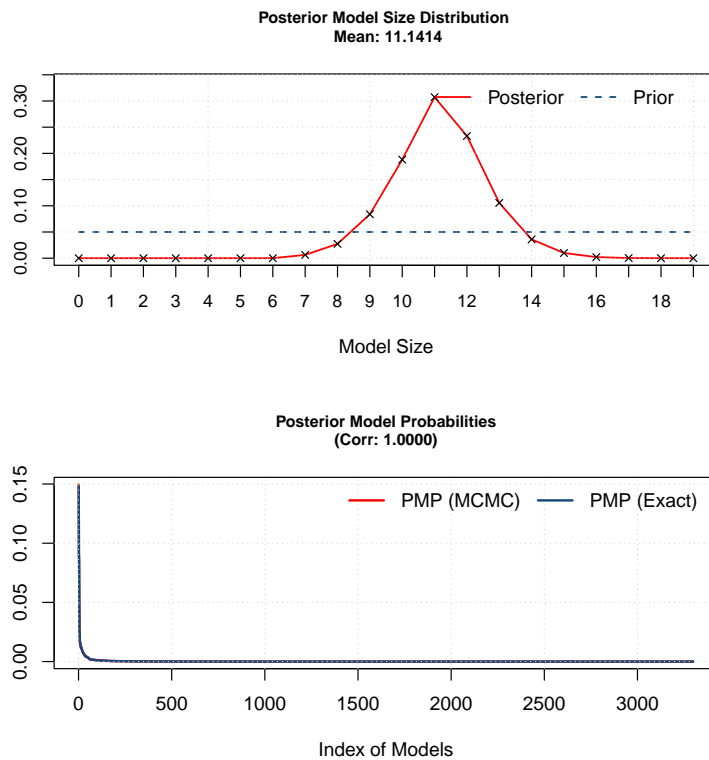 Posterior Model Size Distribution
Mean: 11.1414
0.30
0.20
0.10
0.00
Posterior
Prior
0 1 2 3 4 5 6 7 8 9 10 12 14 16 18
Model Size
Posterior Model Probabilities
(Corr: 1.0000)
0.15
0.10
0.05
0.00
PMP (MCMC)
PMP (Exact)
0 500 1000 1500 2000 2500 3000
Index of Models